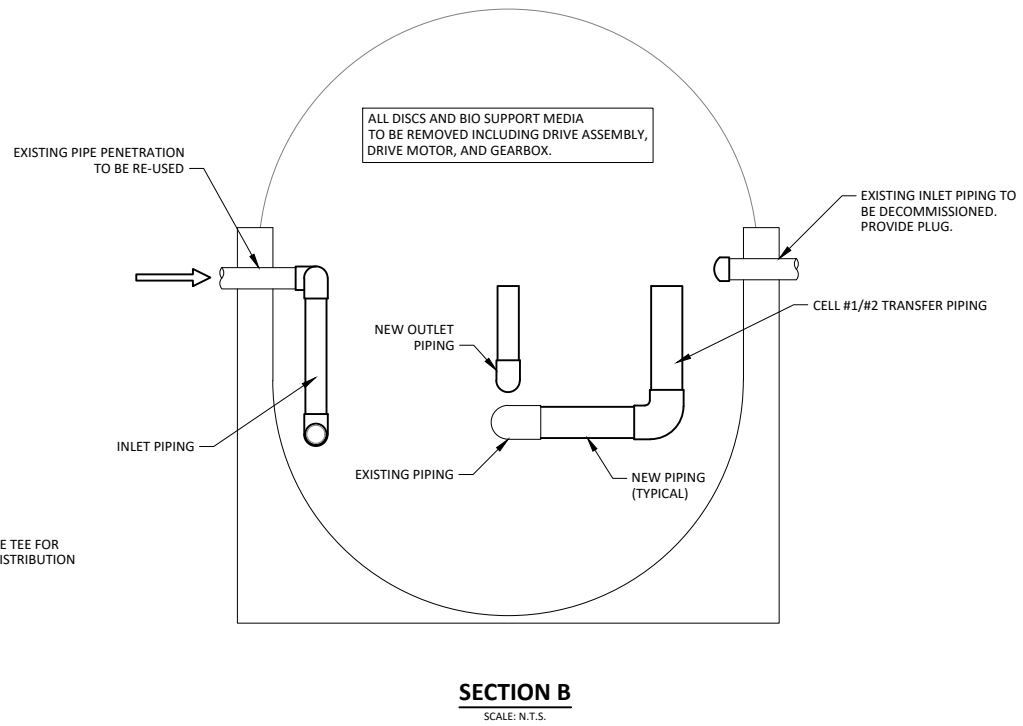 ALL DISCS AND BIO SUPPORT MEDIA
TO BE REMOVED INCLUDING DRIVE ASSEMBLY,
DRIVE MOTOR, AND GEARBOX.
EXISTING PIPE PENETRATION
TO BE RE-USED
EXISTING INLET PIPING TO
BE DECOMMISSIONED.
PROVIDE PLUG.
CELL #1/#2 TRANSFER PIPING
NEW OUTLET
PIPING
INLET PIPING
EXISTING PIPING
NEW PIPING
(TYPICAL)
E TEE FOR
ISTRIBUTION
SECTION B
SCALE: N.T.S.